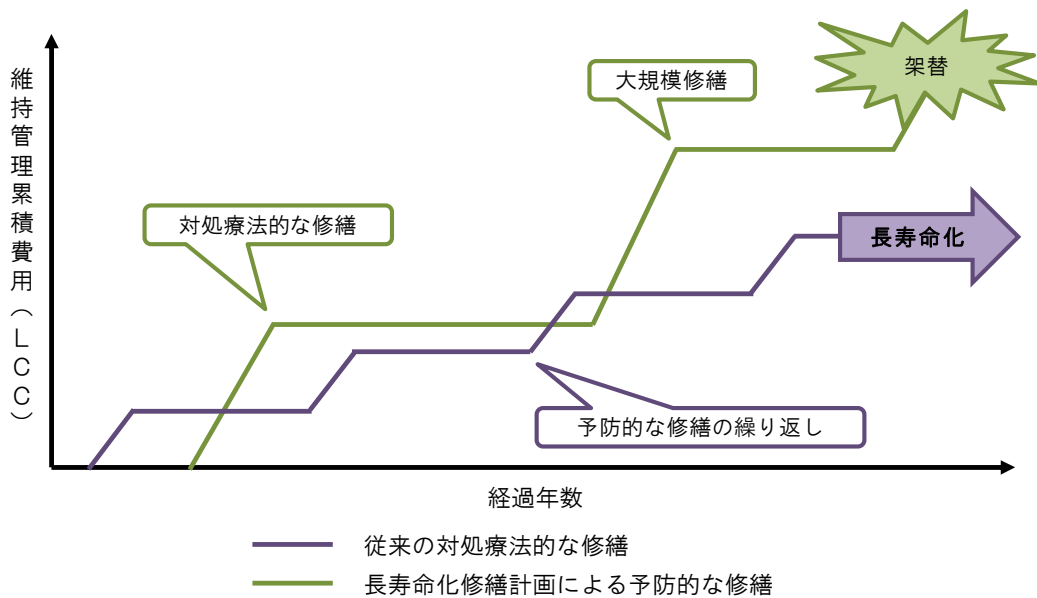 維持管理累積費用（ＬＣＣ）
架替
大規模修繕
対処療法的な修繕
長寿命化
予防的な修繕の繰り返し
経過年数
従来の対処療法的な修繕
長寿命化修繕計画による予防的な修繕